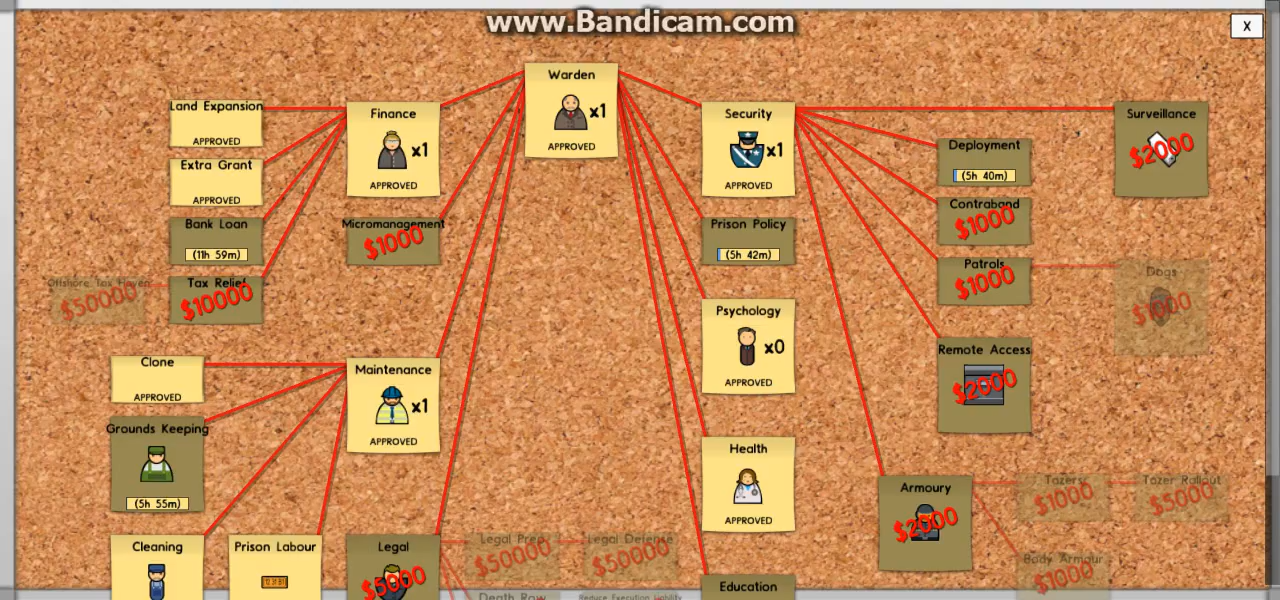 www.Bandicam.com
X
Warden
x1
APPROVED
Land Expansion
APPROVED
Extra Grant
APPROVED
Bank Loan
(11h 59m)
Offshore Tax Haven
$50000
Tax Relief
$10000
Finance
x1
APPROVED
Micromanagement
$1000
Security
x1
APPROVED
Prison Policy
(5h 42m)
Psychology
x0
APPROVED
Health
APPROVED
Education
Surveillance
$2000
Deployment
(5h 40m)
Contraband
$1000
Patrols
$1000
Dogs
$1000
Remote Access
$2000
Armoury
$2000
Tazers
$1000
Tazer Rollout
$5000
Body Armour
$1000
Clone
APPROVED
Grounds Keeping
(5h 55m)
Maintenance
x1
APPROVED
Cleaning
Prison Labour
Legal
$5000
Legal Prep
$50000
Legal Defense
$50000
Death Row
Reduce Execution Liability